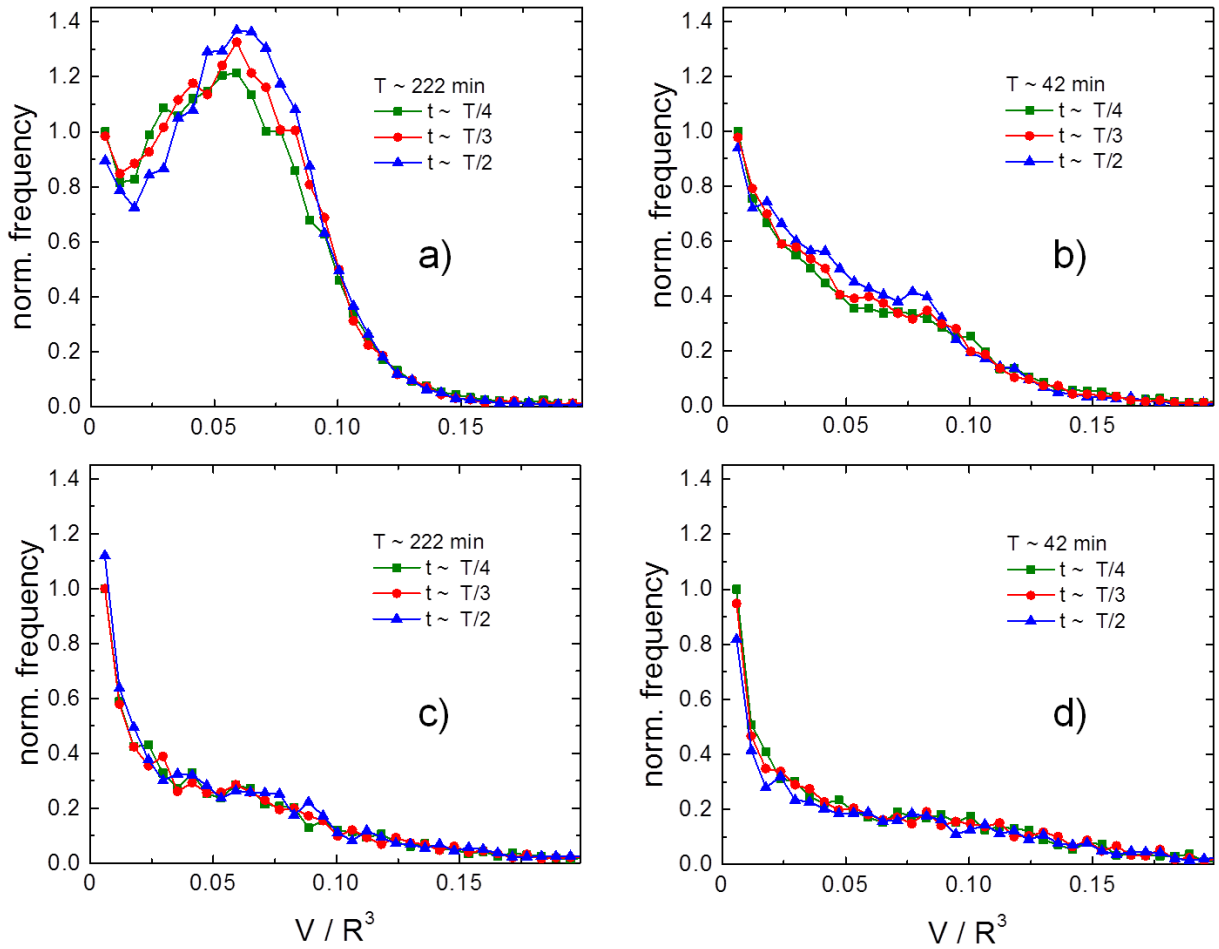 1.4
1.2
1.0
0.8
0.6
0.4
0.2
0.0
norm. frequency
0
0.05
0.10
0.15
T ~ 222 min
t ~ T/4
t ~ T/3
t ~ T/2
a)
1.4
1.2
1.0
0.8
0.6
0.4
0.2
0.0
norm. frequency
0
0.05
0.10
0.15
T ~ 42 min
t ~ T/4
t ~ T/3
t ~ T/2
b)
1.4
1.2
1.0
0.8
0.6
0.4
0.2
0.0
norm. frequency
0
0.05
0.10
0.15
T ~ 222 min
t ~ T/4
t ~ T/3
t ~ T/2
c)
V / R³
1.4
1.2
1.0
0.8
0.6
0.4
0.2
0.0
norm. frequency
0
0.05
0.10
0.15
T ~ 42 min
t ~ T/4
t ~ T/3
t ~ T/2
d)
V / R³